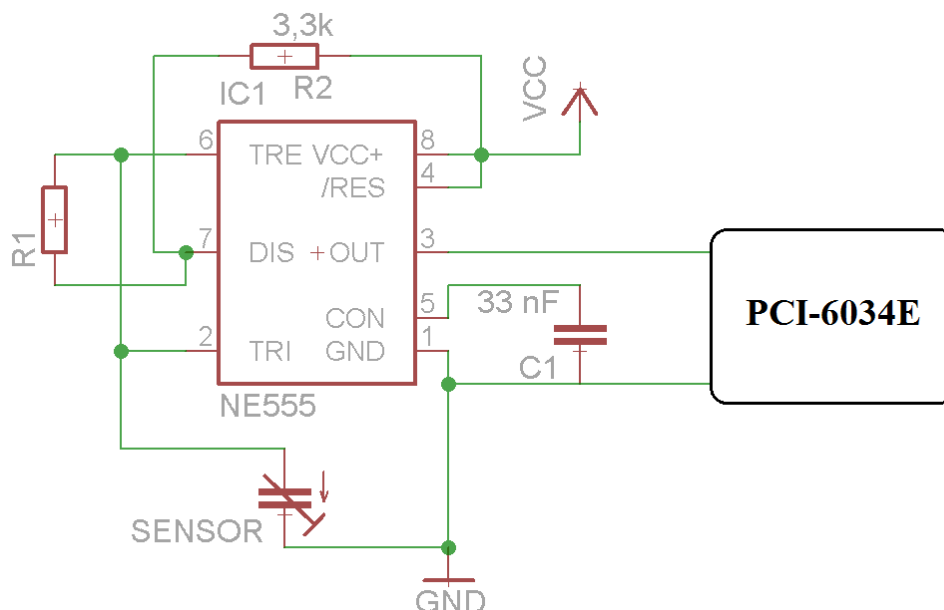 3,3k
R2
IC1
VCC
6
TRE
VCC+
8
/RES
4
R1
7
DIS
OUT
3
PCI-6034E
CON
5
33 nF
2
TRI
GND
1
C1
NE555
SENSOR
GND